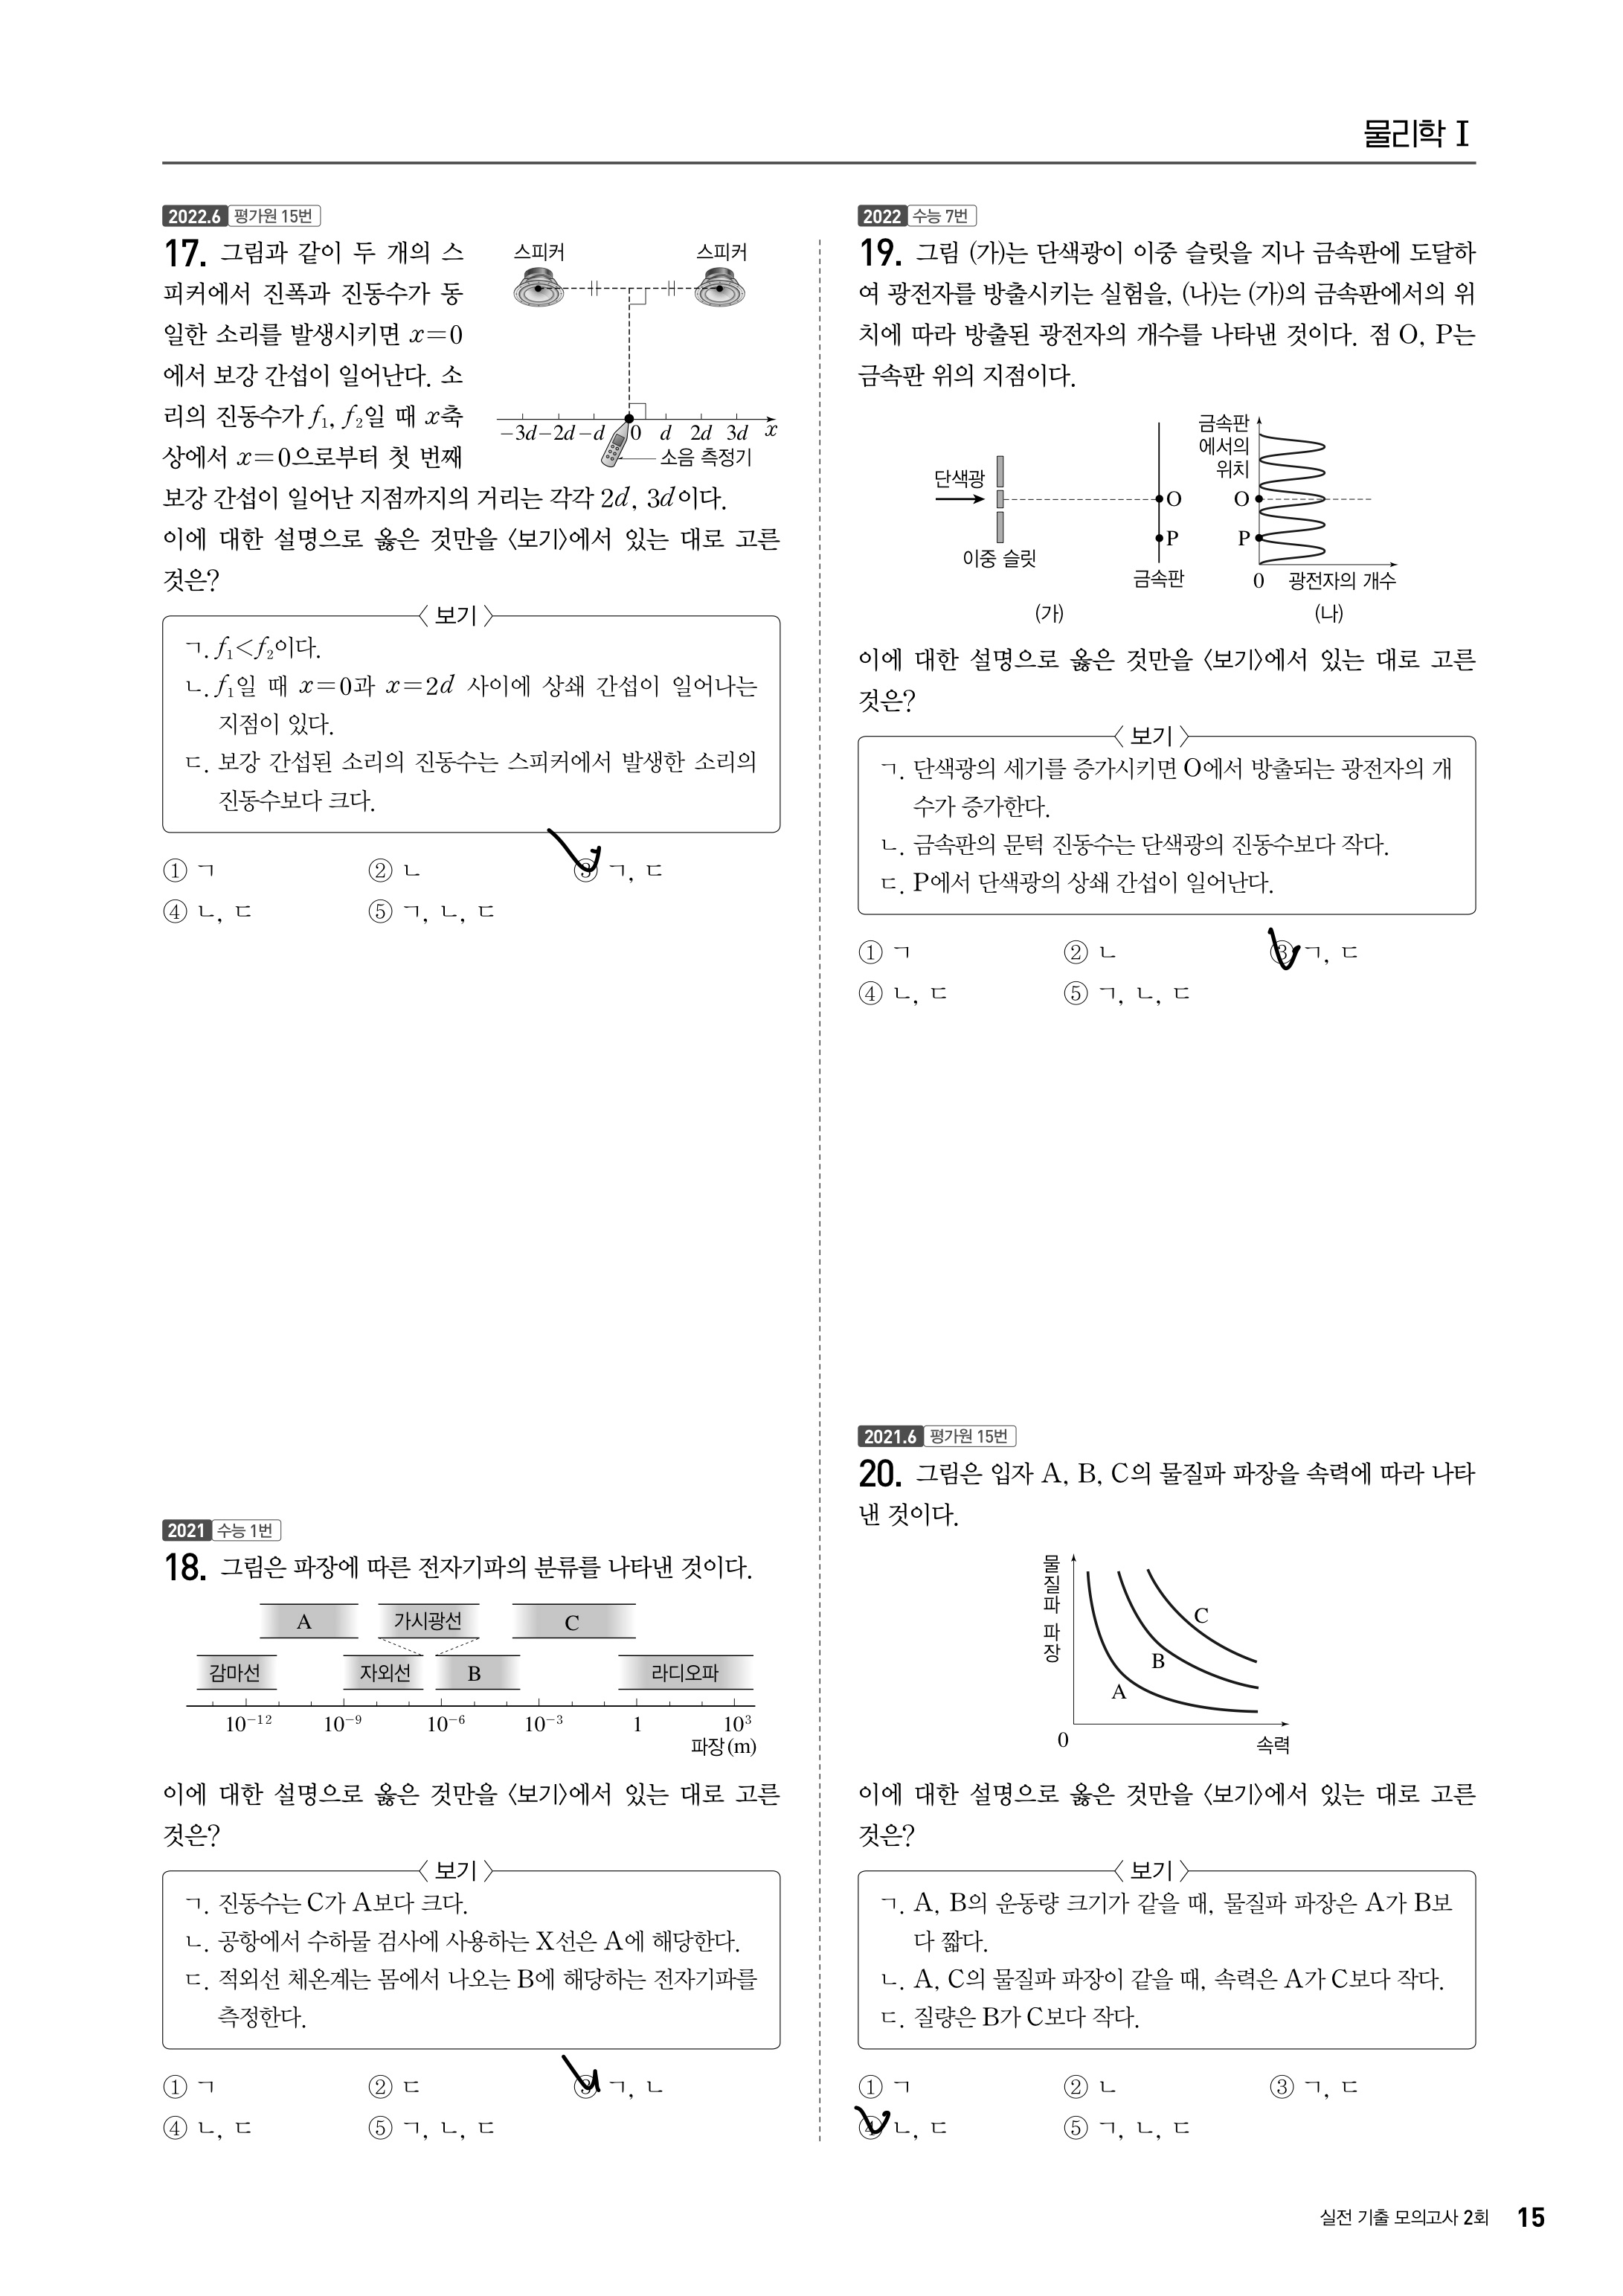 물리학 Ⅰ
2022.6 평가원 15번
17. 그림과 같이 두 개의 스
피커에서 진폭과 진동수가 동
일한 소리를 발생시키면 x=0
에서 보강 간섭이 일어난다. 소
리의 진동수가 f₁, f₂일 때 x축
상에서 x=0으로부터 첫 번째
보강 간섭이 일어난 지점까지의 거리는 각각 2d, 3d이다.
스피커 스피커
-3d -2d -d 0 d 2d 3d x
소음 측정기
이에 대한 설명으로 옳은 것만을 〈보기〉에서 있는 대로 고른
것은?
〈 보기 〉
ㄱ. f₁<f₂이다.
ㄴ. f₁일 때 x=0과 x=2d 사이에 상쇄 간섭이 일어나는
지점이 있다.
ㄷ. 보강 간섭된 소리의 진동수는 스피커에서 발생한 소리의
진동수보다 크다.
① ㄱ ② ㄴ ③ ㄱ, ㄷ
④ ㄴ, ㄷ ⑤ ㄱ, ㄴ, ㄷ
2021 수능 1번
18. 그림은 파장에 따른 전자기파의 분류를 나타낸 것이다.
A 가시광선 C
감마선 자외선 B 라디오파
10⁻¹² 10⁻⁹ 10⁻⁶ 10⁻³ 1 10³
파장(m)
이에 대한 설명으로 옳은 것만을 〈보기〉에서 있는 대로 고른
것은?
〈 보기 〉
ㄱ. 진동수는 C가 A보다 크다.
ㄴ. 공항에서 수하물 검사에 사용하는 X선은 A에 해당한다.
ㄷ. 적외선 체온계는 몸에서 나오는 B에 해당하는 전자기파를
측정한다.
① ㄱ ② ㄷ ③ ㄱ, ㄴ
④ ㄴ, ㄷ ⑤ ㄱ, ㄴ, ㄷ
2022 수능 7번
19. 그림 (가)는 단색광이 이중 슬릿을 지나 금속판에 도달하
여 광전자를 방출시키는 실험을, (나)는 (가)의 금속판에서의 위
치에 따라 방출된 광전자의 개수를 나타낸 것이다. 점 O, P는
금속판 위의 지점이다.
단색광
이중 슬릿
O
P
금속판
(가)
금속판
에서의
위치
O
P
0 광전자의 개수
(나)
이에 대한 설명으로 옳은 것만을 〈보기〉에서 있는 대로 고른
것은?
〈 보기 〉
ㄱ. 단색광의 세기를 증가시키면 O에서 방출되는 광전자의 개
수가 증가한다.
ㄴ. 금속판의 문턱 진동수는 단색광의 진동수보다 작다.
ㄷ. P에서 단색광의 상쇄 간섭이 일어난다.
① ㄱ ② ㄴ ③ ㄱ, ㄷ
④ ㄴ, ㄷ ⑤ ㄱ, ㄴ, ㄷ
2021.6 평가원 15번
20. 그림은 입자 A, B, C의 물질파 파장을 속력에 따라 나타
낸 것이다.
물질파 파장
C
B
A
0 속력
이에 대한 설명으로 옳은 것만을 〈보기〉에서 있는 대로 고른
것은?
〈 보기 〉
ㄱ. A, B의 운동량 크기가 같을 때, 물질파 파장은 A가 B보
다 짧다.
ㄴ. A, C의 물질파 파장이 같을 때, 속력은 A가 C보다 작다.
ㄷ. 질량은 B가 C보다 작다.
① ㄱ ② ㄴ ③ ㄱ, ㄷ
④ ㄴ, ㄷ ⑤ ㄱ, ㄴ, ㄷ
실전 기출 모의고사 2회 15